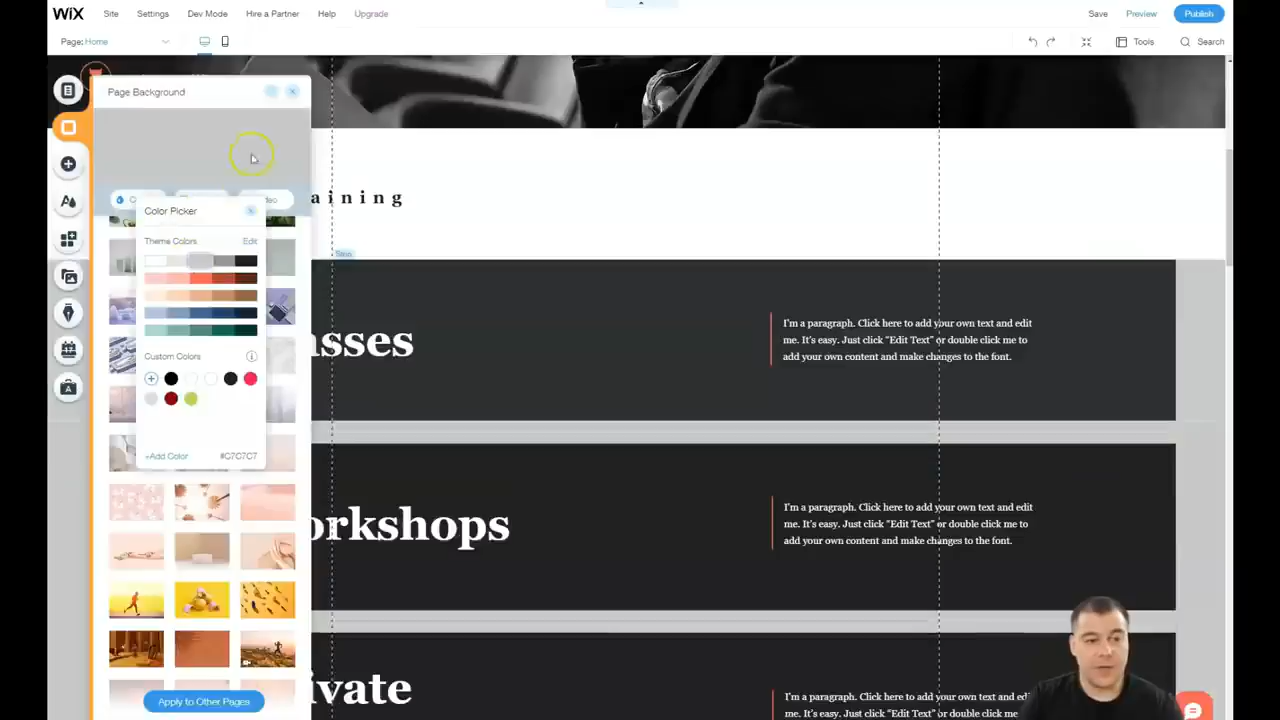 WiX Site Settings Dev Mode Hire a Partner Help Upgrade Save Preview Publish
Page: Home Tools Search
Page Background
aining
Color Picker
Theme Colors Edit
Strip
Custom Colors
+Add Color #C7C7C7
asses
I'm a paragraph. Click here to add your own text and edit
me. It's easy. Just click "Edit Text" or double click me to
add your own content and make changes to the font.
orkshops
I'm a paragraph. Click here to add your own text and edit
me. It's easy. Just click "Edit Text" or double click me to
add your own content and make changes to the font.
ivate
I'm a paragraph. Click here to add your own text and edi
me. It's easy. Just click "Edit Text" or double click me
Apply to Other Pages